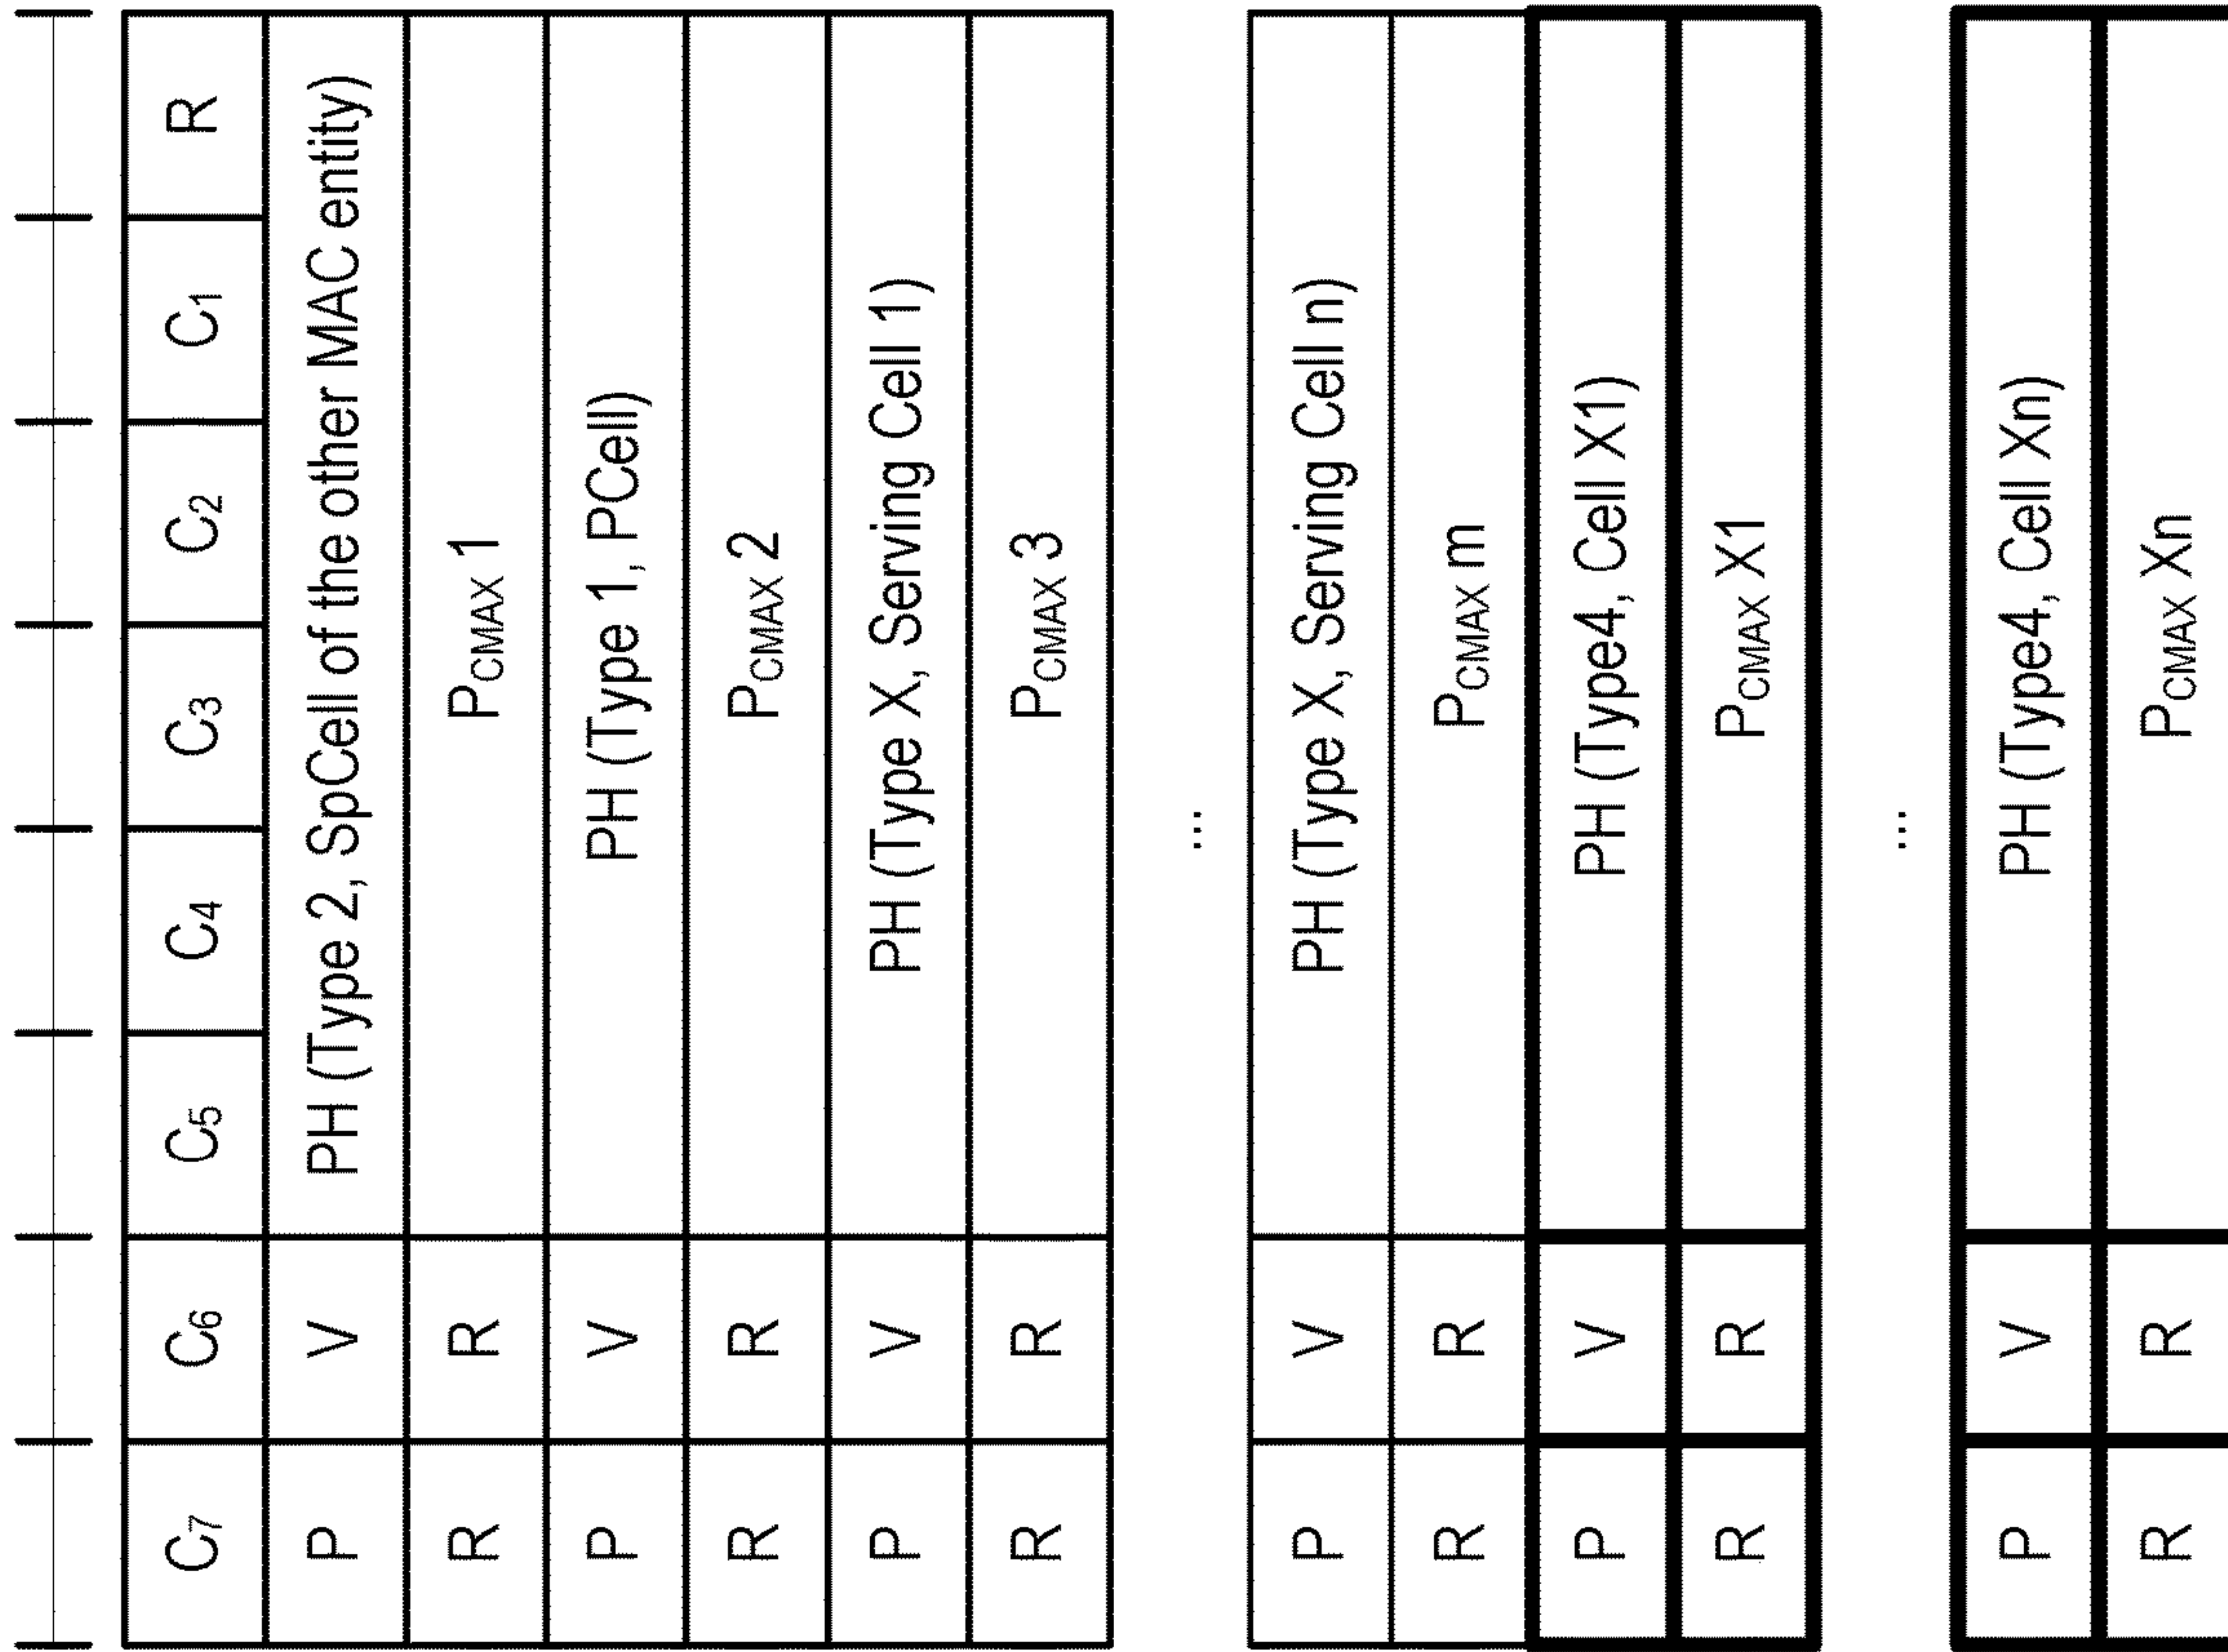 C7 C6 C5 C4 C3 C2 C1 R
P V PH (Type 2, SpCell of the other MAC entity)
R R PCMAX 1
P V PH (Type 1, PCell)
R R PCMAX 2
P V PH (Type X, Serving Cell 1)
R R PCMAX 3
...
P V PH (Type X, Serving Cell n)
R R PCMAX m
P V PH (Type4, Cell X1)
R R PCMAX X1
...
P V PH (Type4, Cell Xn)
R R PCMAX Xn